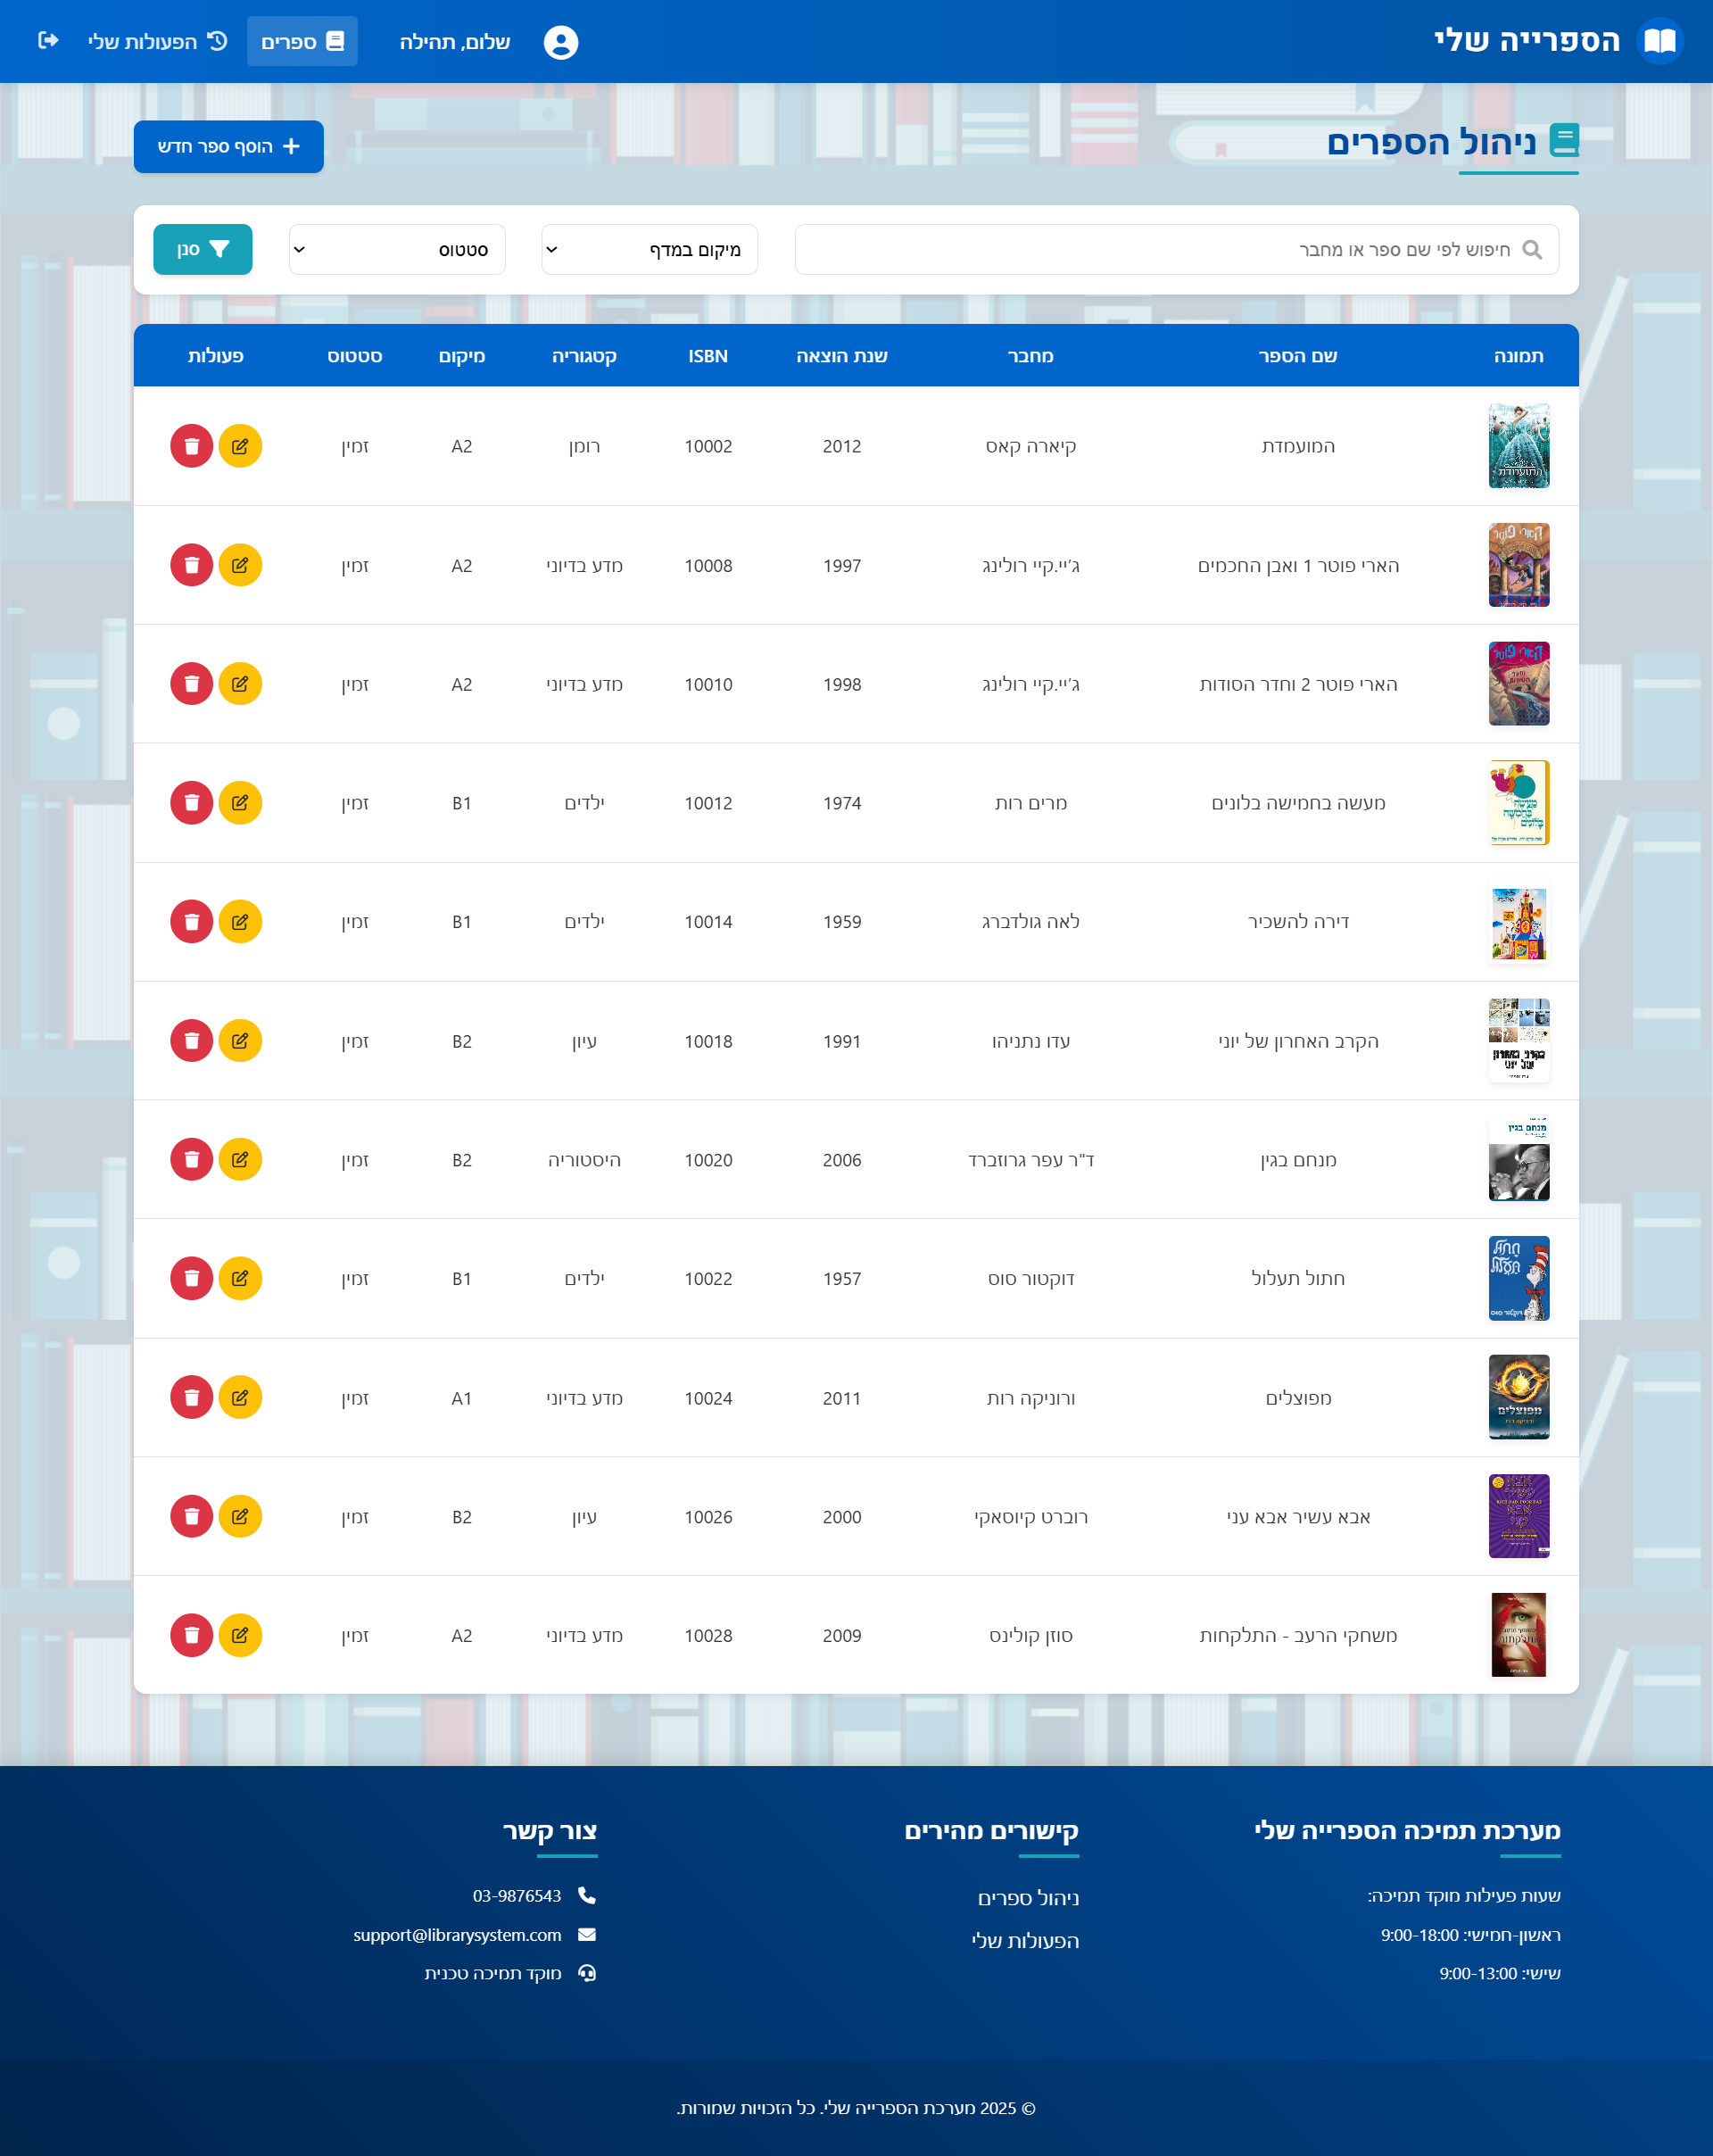 הספרייה שלי
שלום, תהילה
ספרים
הפעולות שלי
ניהול הספרים
הוסף ספר חדש
חיפוש לפי שם ספר או מחבר
מיקום במדף
סטטוס
סנן
תמונה שם הספר מחבר שנת הוצאה ISBN קטגוריה מיקום סטטוס פעולות
המועמדת קיארה קאס 2012 10002 רומן A2 זמין
הארי פוטר 1 ואבן החכמים ג'יי.קיי רולינג 1997 10008 מדע בדיוני A2 זמין
הארי פוטר 2 וחדר הסודות ג'יי.קיי רולינג 1998 10010 מדע בדיוני A2 זמין
מעשה בחמישה בלונים מרים רות 1974 10012 ילדים B1 זמין
דירה להשכיר לאה גולדברג 1959 10014 ילדים B1 זמין
הקרב האחרון של יוני עדו נתניהו 1991 10018 עיון B2 זמין
מנחם בגין
מנחם בגין ד"ר עפר גרוזברד 2006 10020 היסטוריה B2 זמין
חתול תעלול דוקטור סוס 1957 10022 ילדים B1 זמין
מפוצלים
מפוצלים ורוניקה רות 2011 10024 מדע בדיוני A1 זמין
אבא עשיר אבא עני רוברט קיוסאקי 2000 10026 עיון B2 זמין
משחקי הרעב - התלקחות סוזן קולינס 2009 10028 מדע בדיוני A2 זמין
מערכת תמיכה הספרייה שלי
שעות פעילות מוקד תמיכה:
ראשון-חמישי: 9:00-18:00
שישי: 9:00-13:00
קישורים מהירים
ניהול ספרים
הפעולות שלי
צור קשר
03-9876543
support@librarysystem.com
מוקד תמיכה טכנית
© 2025 מערכת הספרייה שלי. כל הזכויות שמורות.